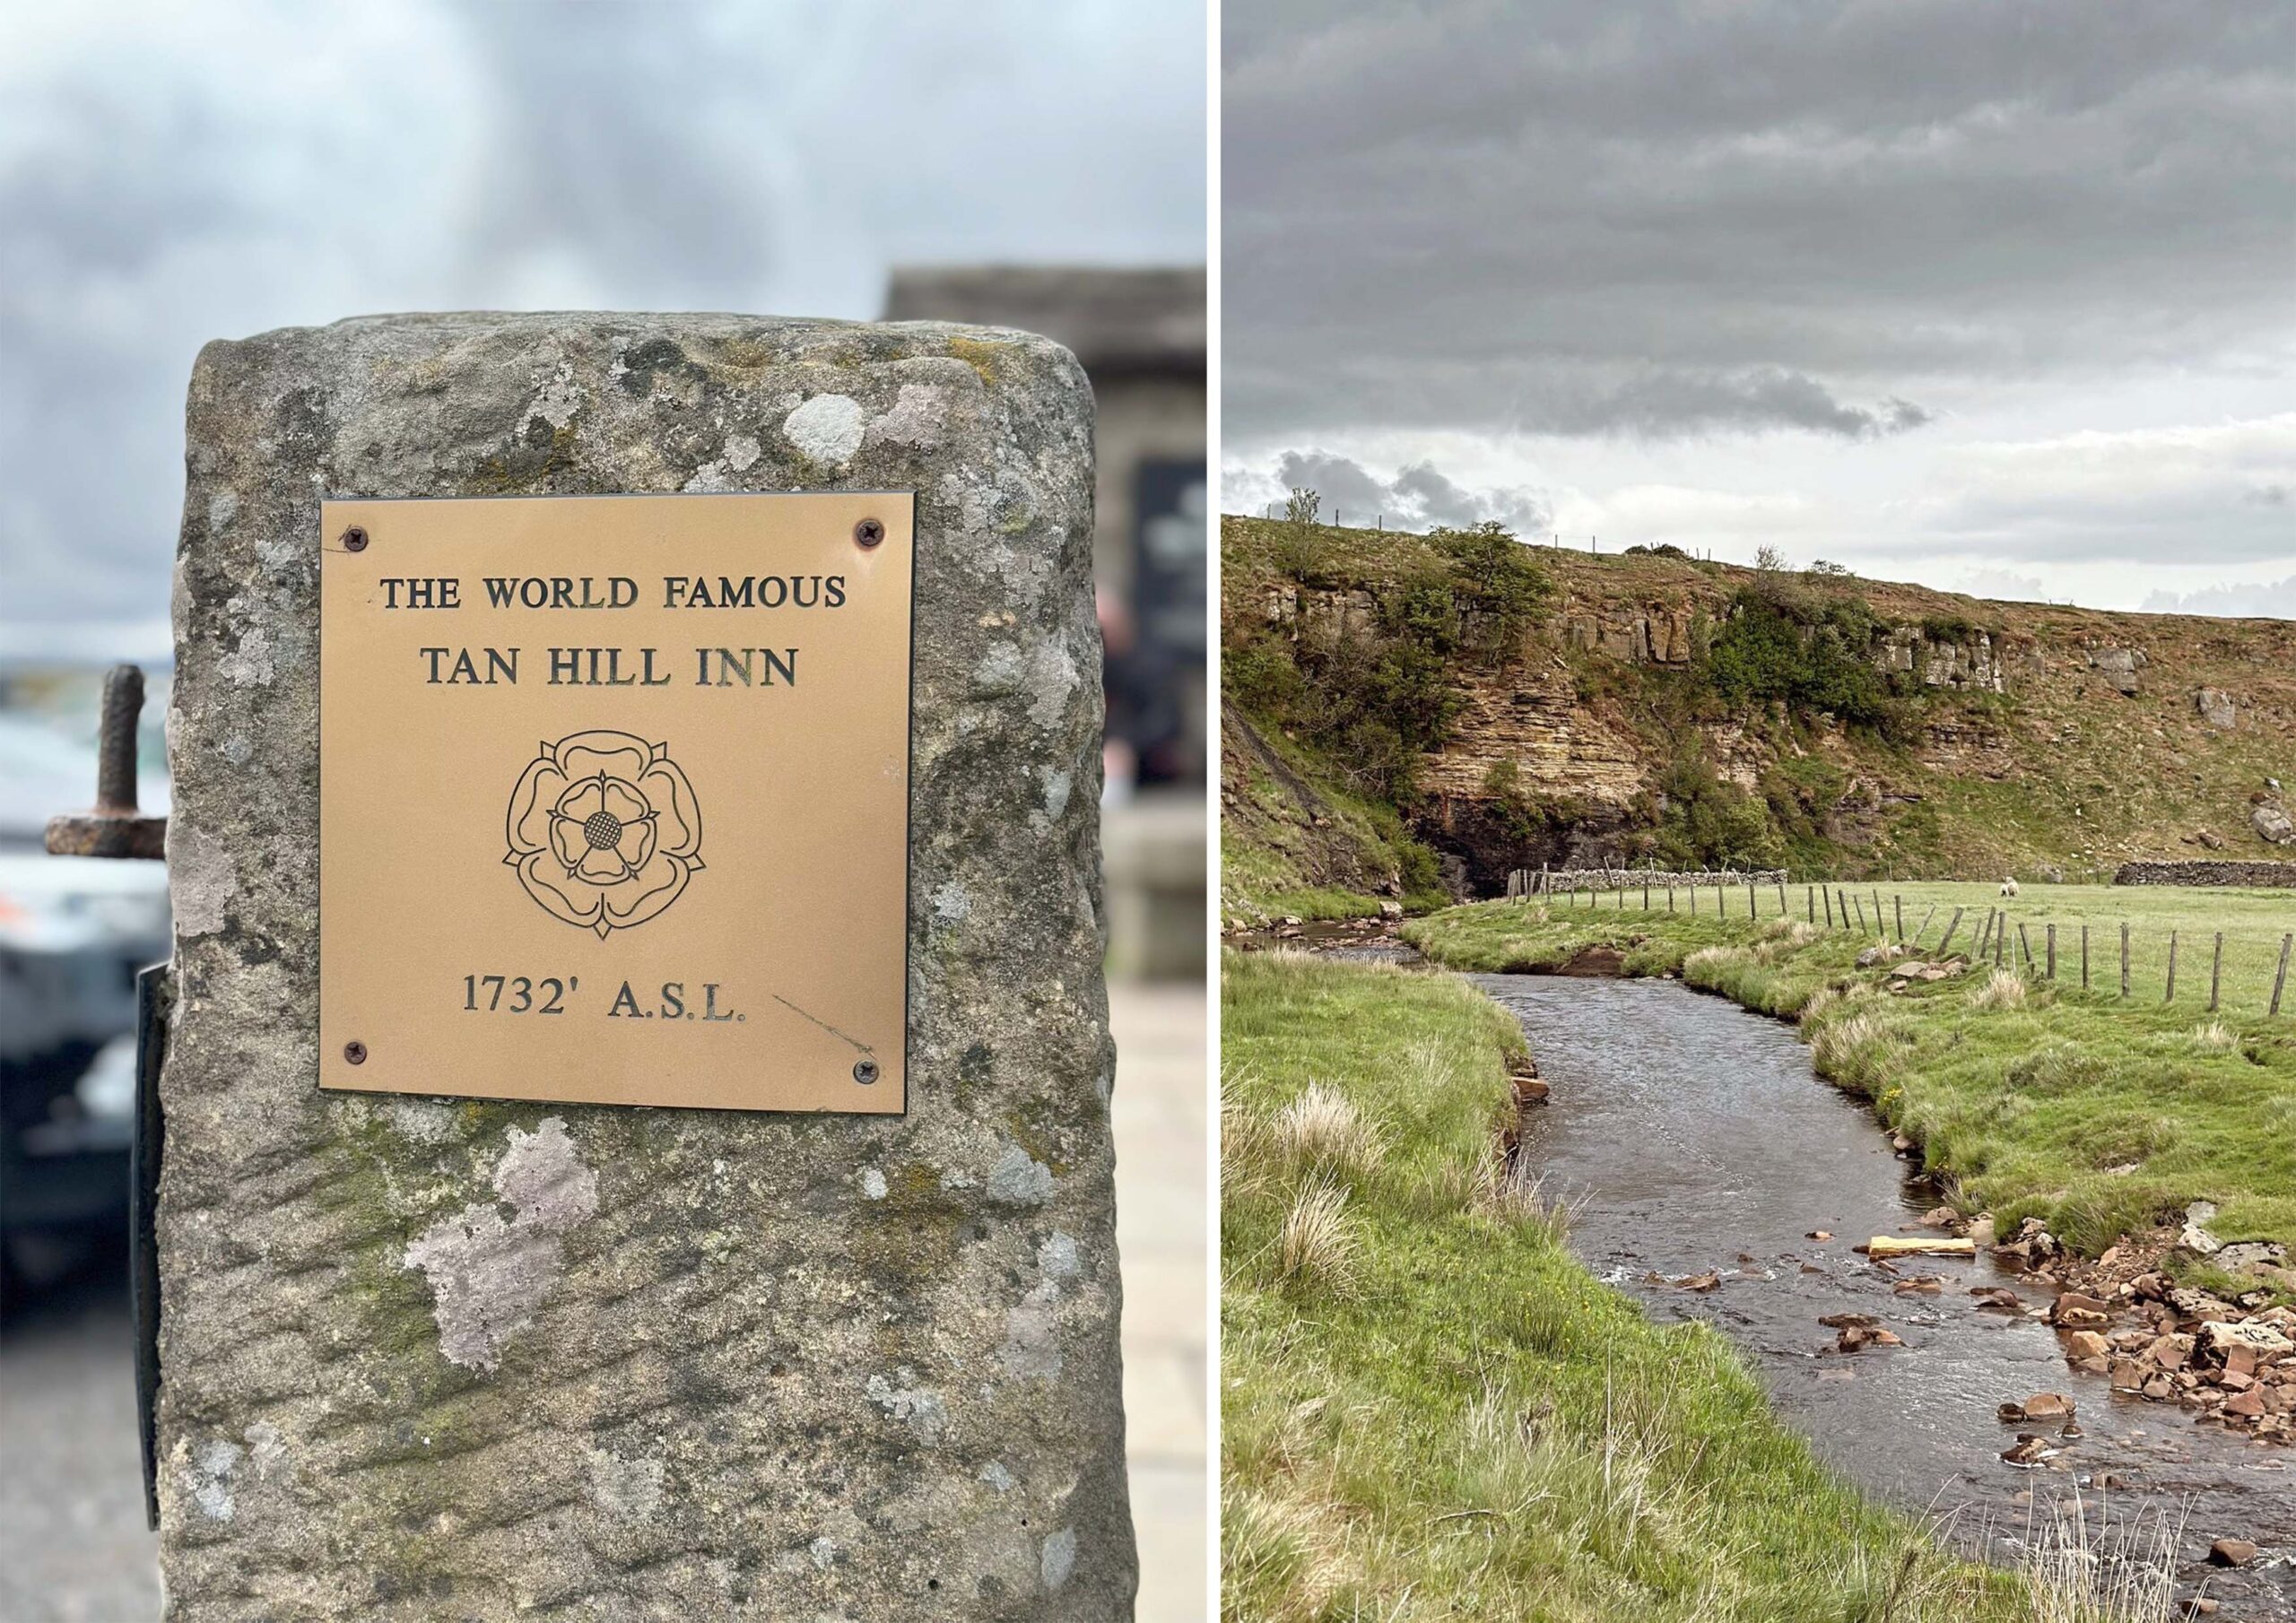 THE WORLD FAMOUS
TAN HILL INN
1732' A.S.L.